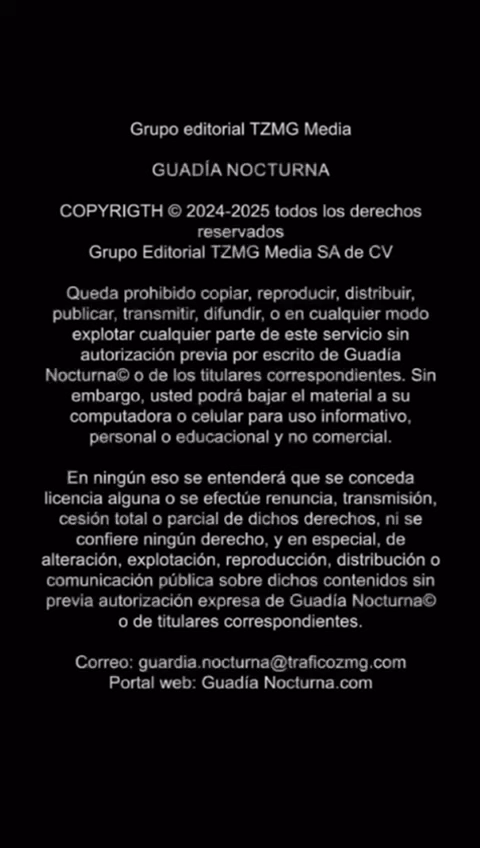 Grupo editorial TZMG Media
GUADÍA NOCTURNA
COPYRIGTH © 2024-2025 todos los derechos
reservados
Grupo Editorial TZMG Media SA de CV
Queda prohibido copiar, reproducir, distribuir,
publicar, transmitir, difundir, o en cualquier modo
explotar cualquier parte de este servicio sin
autorización previa por escrito de Guadía
Nocturna© o de los titulares correspondientes. Sin
embargo, usted podrá bajar el material a su
computadora o celular para uso informativo,
personal o educacional y no comercial.
En ningún eso se entenderá que se conceda
licencia alguna o se efectúe renuncia, transmisión,
cesión total o parcial de dichos derechos, ni se
confiere ningún derecho, y en especial, de
alteración, explotación, reproducción, distribución o
comunicación pública sobre dichos contenidos sin
previa autorización expresa de Guadía Nocturna©
o de titulares correspondientes.
Correo: guardia.nocturna@traficozmg.com
Portal web: Guadía Nocturna.com